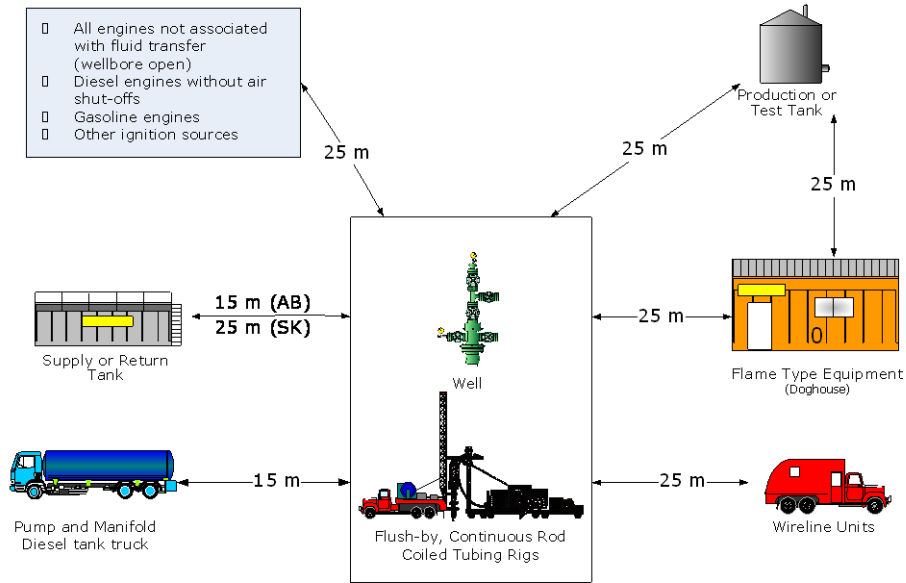 All engines not associated
with fluid transfer
(wellbore open)
Diesel engines without air
shut-offs
Gasoline engines
Other ignition sources
25 m
25 m
Production or
Test Tank
25 m
15 m (AB)
25 m (SK)
Supply or Return
Tank
Well
25 m
0
Flame Type Equipment
(Doghouse)
15 m
Pump and Manifold
Diesel tank truck
Flush-by, Continuous Rod
Coiled Tubing Rigs
25 m
Wireline Units